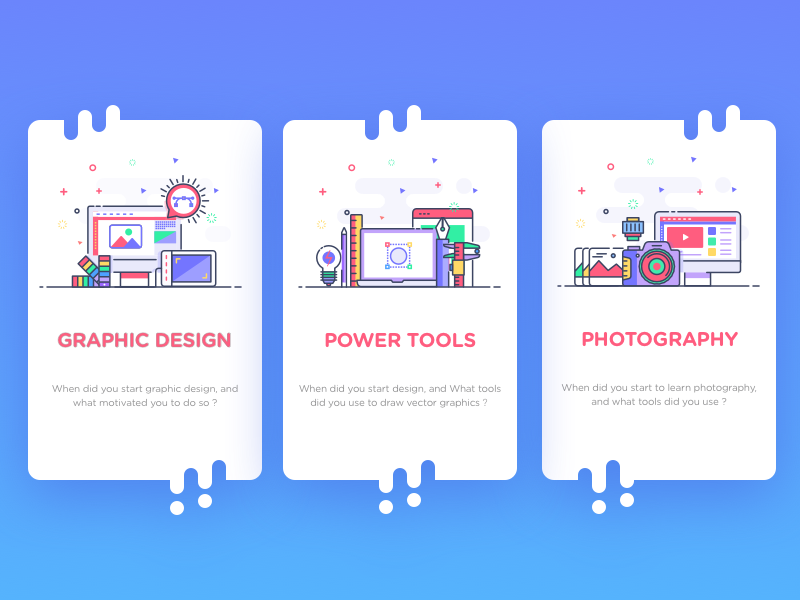 GRAPHIC DESIGN
When did you start graphic design, and
what motivated you to do so ?
POWER TOOLS
When did you start design, and What tools
did you use to draw vector graphics ?
PHOTOGRAPHY
When did you start to learn photography,
and what tools did you use ?